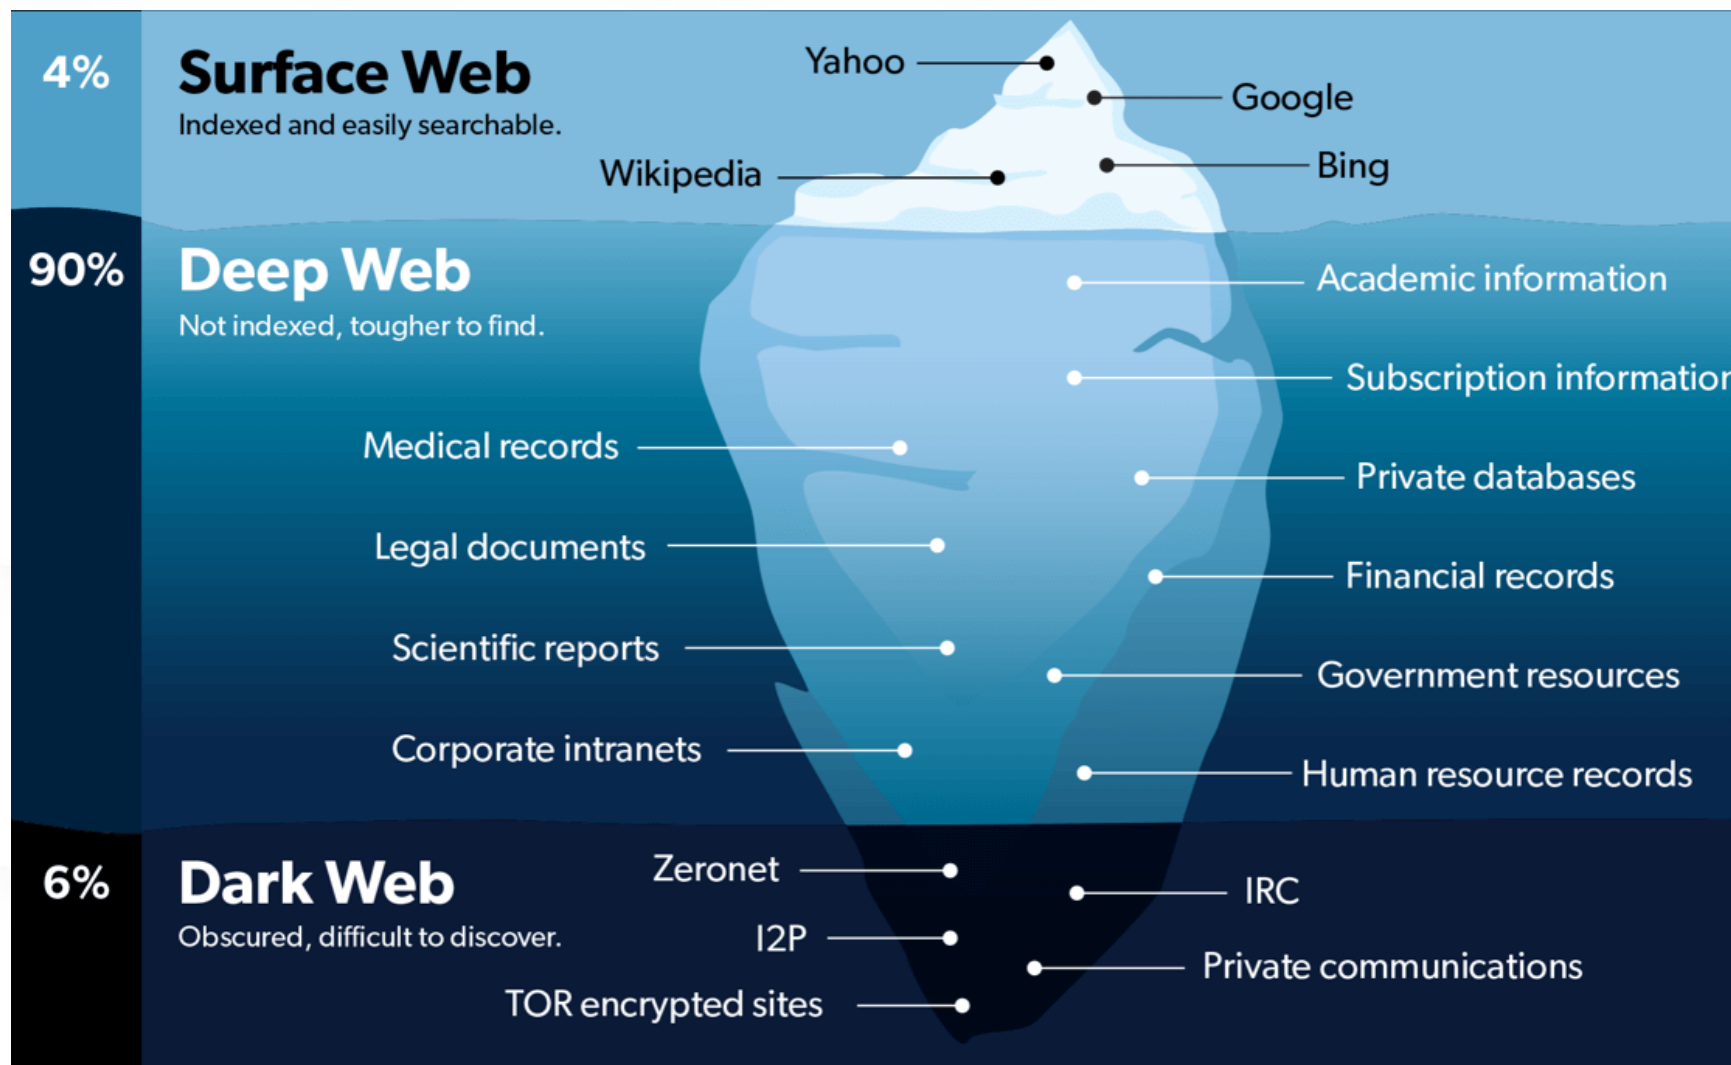 4%
Surface Web
Indexed and easily searchable.
Yahoo
Google
Wikipedia
Bing
90%
Deep Web
Not indexed, tougher to find.
Academic information
Subscription information
Medical records
Private databases
Legal documents
Financial records
Scientific reports
Government resources
Corporate intranets
Human resource records
6%
Dark Web
Obscured, difficult to discover.
Zeronet
IRC
I2P
Private communications
TOR encrypted sites